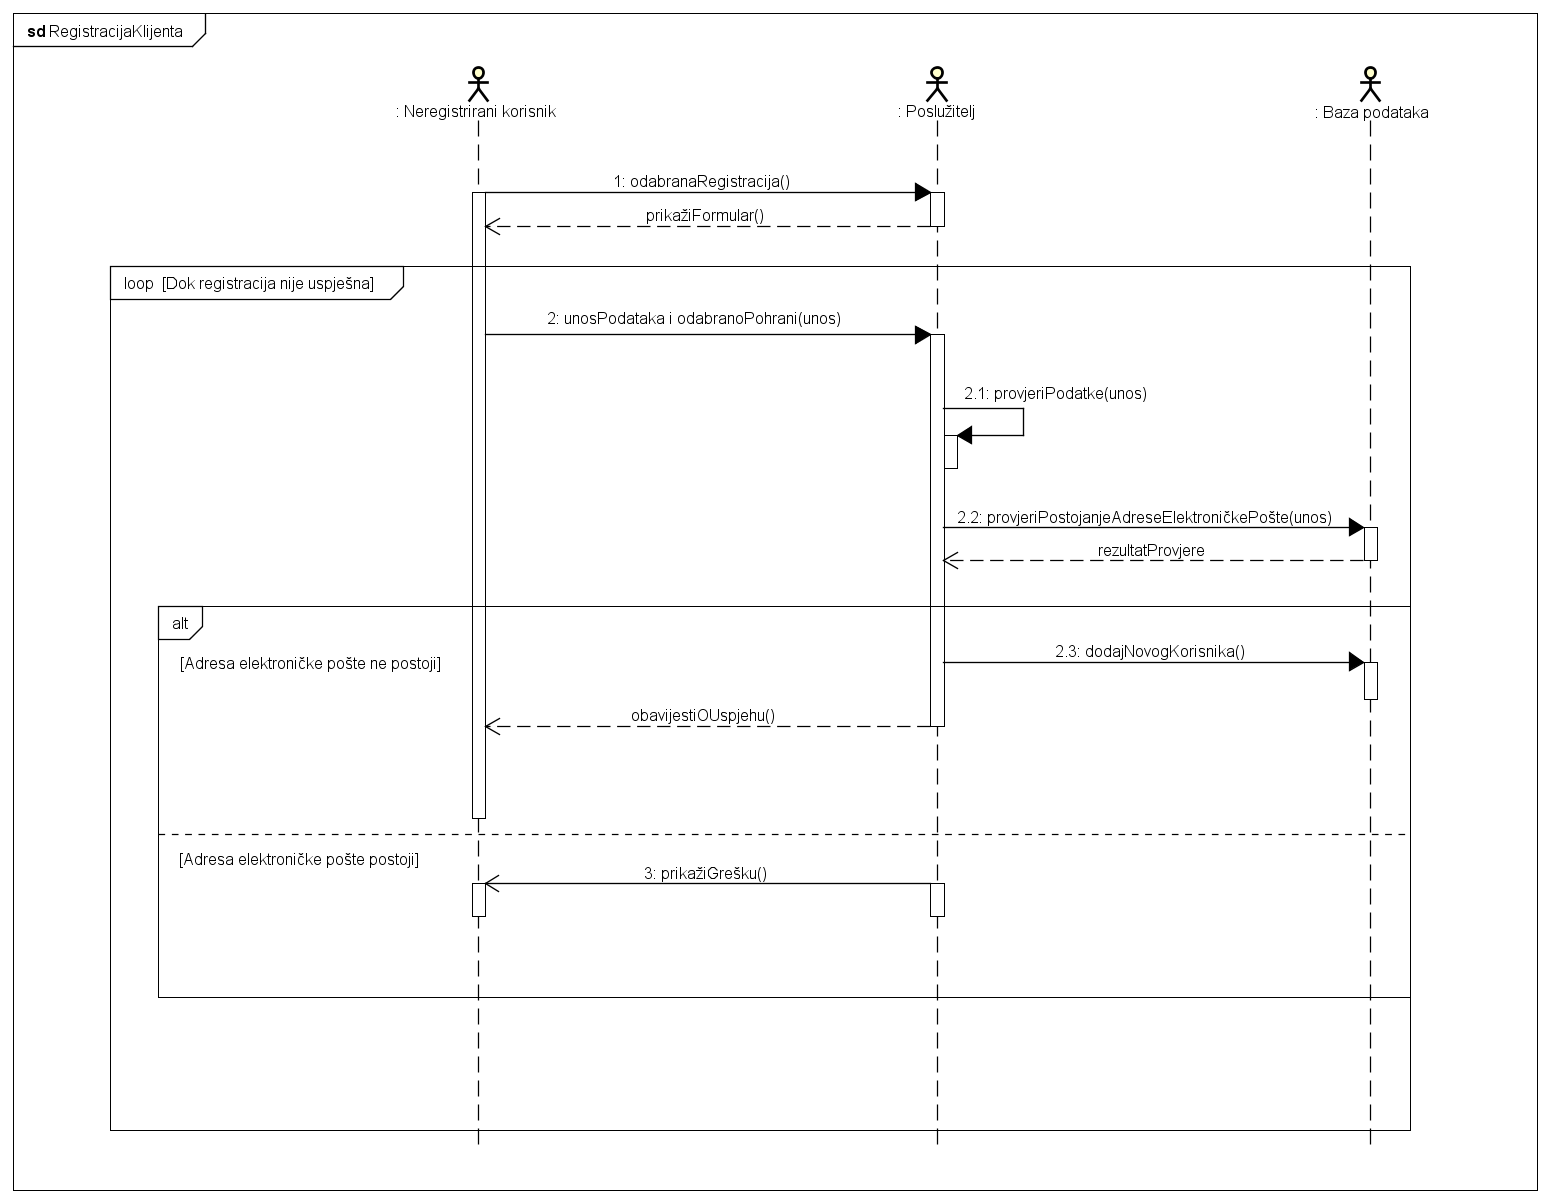 sd RegistracijaKlijenta
: Neregistrirani korisnik
: Poslužitelj
: Baza podataka
1: odabranaRegistracija()
prikažiFormular()
loop [Dok registracija nije uspješna]
2: unosPodataka i odabranoPohrani(unos)
2.1: provjeriPodatke(unos)
2.2: provjeriPostojanjeAdreseElektroničkePošte(unos)
rezultatProvjere
alt
[Adresa elektroničke pošte ne postoji]
2.3: dodajNovogKorisnika()
obavijestiOUspjehu()
[Adresa elektroničke pošte postoji]
3: prikažiGrešku()